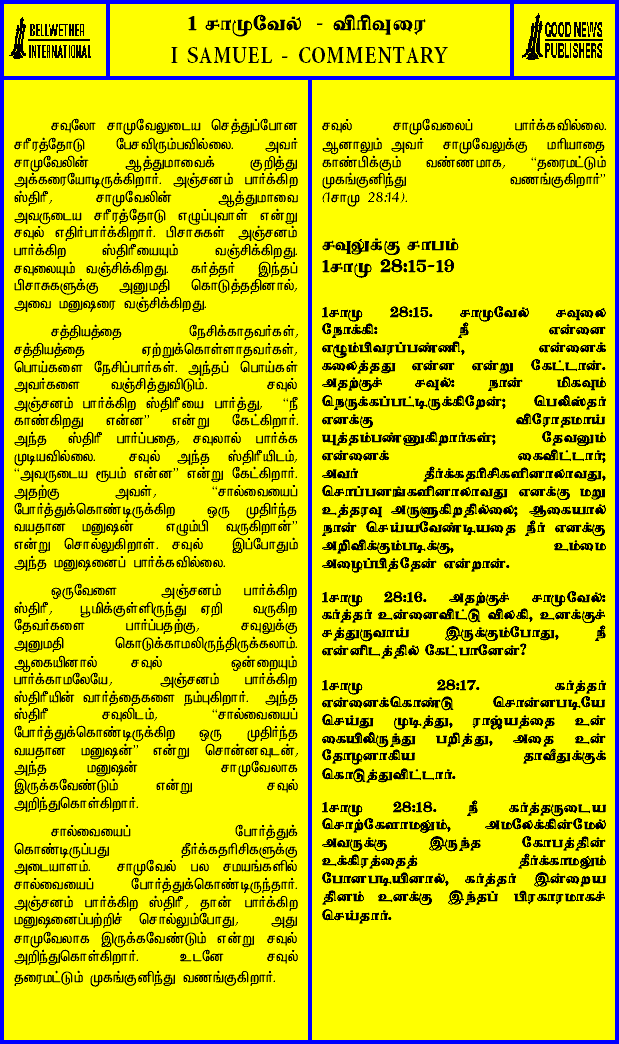 BELLWETHER
INTERNATIONAL
1 சாமுவேல் - விரிவுரை
I SAMUEL - COMMENTARY
GOOD NEWS
PUBLISHERS
சவுலோ சாமுவேலுடைய செத்துப்போன
சரீரத்தோடு பேசவிரும்பவில்லை. அவர்
சாமுவேலின் ஆத்துமாவைக் குறித்து
அக்கரையோடிருக்கிறார். அஞ்சனம் பார்க்கிற
ஸ்திரீ, சாமுவேலின் ஆத்துமாவை
அவருடைய சரீரத்தோடு எழுப்புவாள் என்று
சவுல் எதிர்பார்க்கிறார். பிசாசுகள் அஞ்சனம்
பார்க்கிற ஸ்திரீயையும் வஞ்சிக்கிறது.
சவுலையும் வஞ்சிக்கிறது. கர்த்தர் இந்தப்
பிசாசுகளுக்கு அனுமதி கொடுத்ததினால்,
அவை மனுஷரை வஞ்சிக்கிறது.
சத்தியத்தை நேசிக்காதவர்கள்,
சத்தியத்தை ஏற்றுக்கொள்ளாதவர்கள்,
பொய்களை நேசிப்பார்கள். அந்தப் பொய்கள்
அவர்களை வஞ்சித்துவிடும். சவுல்
அஞ்சனம் பார்க்கிற ஸ்திரீயை பார்த்து, “நீ
காண்கிறது என்ன” என்று கேட்கிறார்.
அந்த ஸ்திரீ பார்ப்பதை, சவுலால் பார்க்க
முடியவில்லை. சவுல் அந்த ஸ்திரீயிடம்,
“அவருடைய ரூபம் என்ன” என்று கேட்கிறார்.
அதற்கு அவள், “சால்வையைப்
போர்த்துக்கொண்டிருக்கிற ஒரு முதிர்ந்த
வயதான மனுஷன் எழும்பி வருகிறான்”
என்று சொல்லுகிறாள். சவுல் இப்போதும்
அந்த மனுஷனைப் பார்க்கவில்லை.
ஒருவேளை அஞ்சனம் பார்க்கிற
ஸ்திரீ, பூமிக்குள்ளிருந்து ஏறி வருகிற
தேவர்களை பார்ப்பதற்கு, சவுலுக்கு
அனுமதி கொடுக்காமலிருந்திருக்கலாம்.
ஆகையினால் சவுல் ஒன்றையும்
பார்க்காமலேயே, அஞ்சனம் பார்க்கிற
ஸ்திரீயின் வார்த்தைகளை நம்புகிறார். அந்த
ஸ்திரீ சவுலிடம், “சால்வையைப்
போர்த்துக்கொண்டிருக்கிற ஒரு முதிர்ந்த
வயதான மனுஷன்” என்று சொன்னவுடன்,
அந்த மனுஷன் சாமுவேலாக
இருக்கவேண்டும் என்று சவுல்
அறிந்துகொள்கிறார்.
சால்வையைப் போர்த்துக்
கொண்டிருப்பது தீர்க்கதரிசிகளுக்கு
அடையாளம். சாமுவேல் பல சமயங்களில்
சால்வையைப் போர்த்துக்கொண்டிருந்தார்.
அஞ்சனம் பார்க்கிற ஸ்திரீ, தான் பார்க்கிற
மனுஷனைப்பற்றிச் சொல்லும்போது, அது
சாமுவேலாக இருக்கவேண்டும் என்று சவுல்
அறிந்துகொள்கிறார். உடனே சவுல்
தரைமட்டும் முகங்குனிந்து வணங்குகிறார்.
சவுல் சாமுவேலைப் பார்க்கவில்லை.
ஆனாலும் அவர் சாமுவேலுக்கு மரியாதை
காண்பிக்கும் வண்ணமாக, “தரைமட்டும்
முகங்குனிந்து வணங்குகிறார்”
(1சாமு 28:14).
சவுலுக்கு சாபம்
1சாமு 28:15-19
1சாமு 28:15. சாமுவேல் சவுலை
நோக்கி: நீ என்னை
எழும்பிவரப்பண்ணி, என்னைக்
கலைத்தது என்ன என்று கேட்டான்.
அதற்குச் சவுல்: நான் மிகவும்
நெருக்கப்பட்டிருக்கிறேன்; பெலிஸ்தர்
எனக்கு விரோதமாய்
யுத்தம்பண்ணுகிறார்கள்; தேவனும்
என்னைக் கைவிட்டார்;
அவர் தீர்க்கதரிசிகளினாலாவது,
சொப்பனங்களினாலாவது எனக்கு மறு
உத்தரவு அருளுகிறதில்லை; ஆகையால்
நான் செய்யவேண்டியதை நீர் எனக்கு
அறிவிக்கும்படிக்கு, உம்மை
அழைப்பித்தேன் என்றான்.
1சாமு 28:16. அதற்குச் சாமுவேல்:
கர்த்தர் உன்னைவிட்டு விலகி, உனக்குச்
சத்துருவாய் இருக்கும்போது, நீ
என்னிடத்தில் கேட்பானேன்?
1சாமு 28:17. கர்த்தர்
என்னைக்கொண்டு சொன்னபடியே
செய்து முடித்து, ராஜ்யத்தை உன்
கையிலிருந்து பறித்து, அதை உன்
தோழனாகிய தாவீதுக்குக்
கொடுத்துவிட்டார்.
1சாமு 28:18. நீ கர்த்தருடைய
சொற்கேளாமலும், அமலேக்கின்மேல்
அவருக்கு இருந்த கோபத்தின்
உக்கிரத்தைத் தீர்க்காமலும்
போனபடியினால், கர்த்தர் இன்றைய
தினம் உனக்கு இந்தப் பிரகாரமாகச்
செய்தார்.